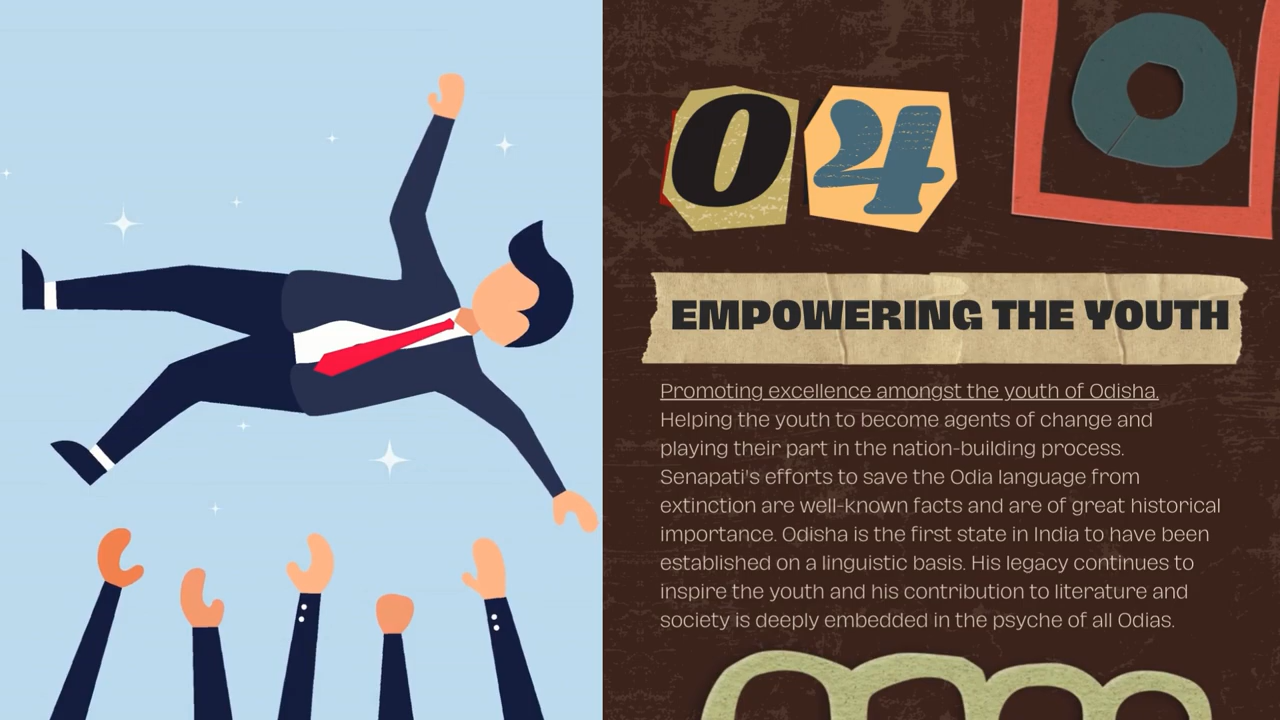 04
EMPOWERING THE YOUTH
Promoting excellence amongst the youth of Odisha.
Helping the youth to become agents of change and
playing their part in the nation-building process.
Senapati's efforts to save the Odia language from
extinction are well-known facts and are of great historical
importance. Odisha is the first state in India to have been
established on a linguistic basis. His legacy continues to
inspire the youth and his contribution to literature and
society is deeply embedded in the psyche of all Odias.